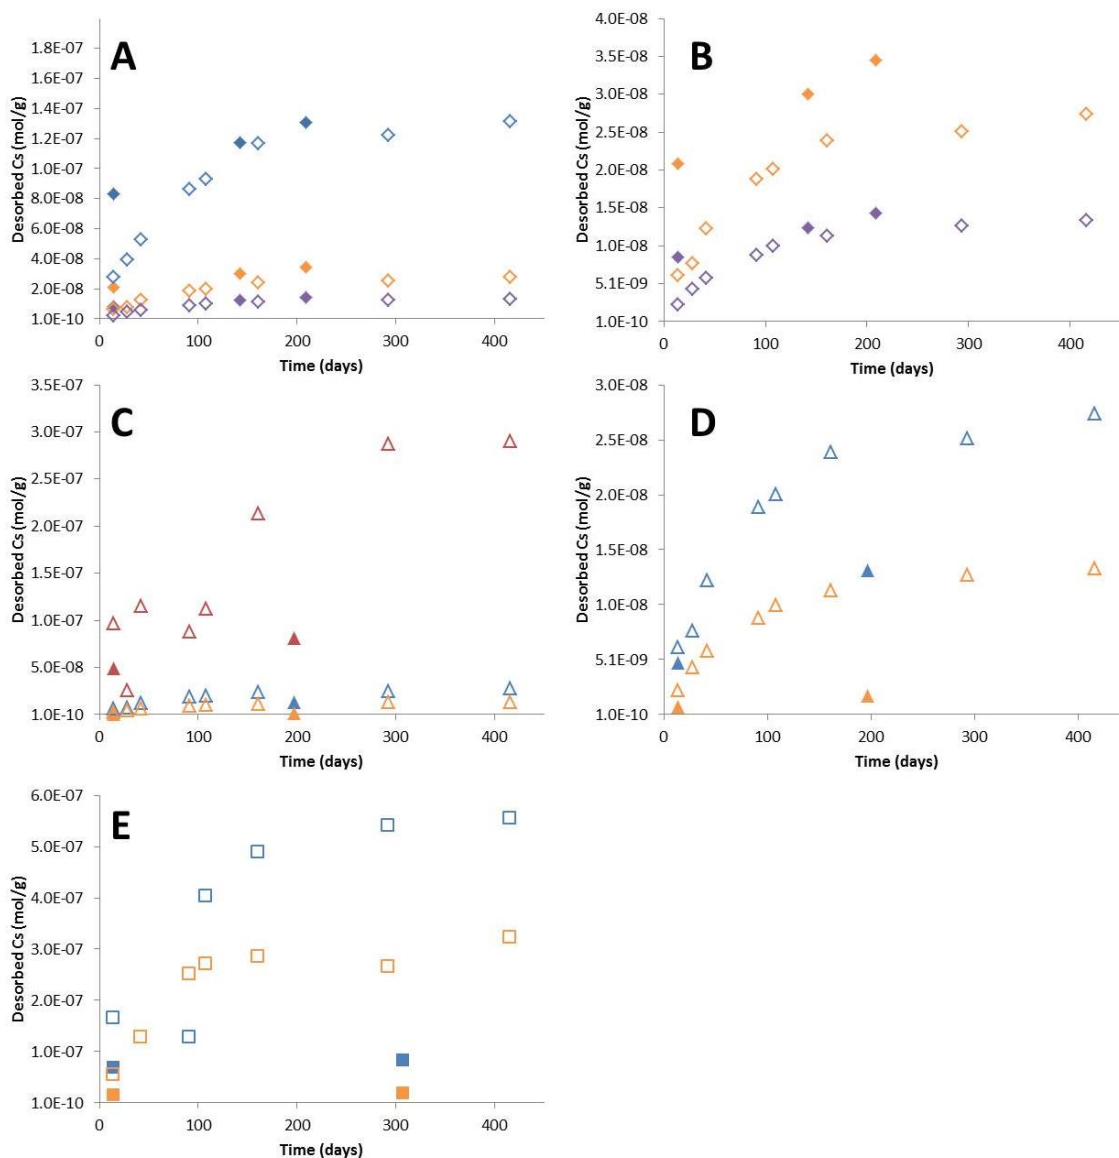 A
Desorbed Cs (mol/g)
1.8E-07
1.6E-07
1.4E-07
1.2E-07
1.0E-07
8.0E-08
6.0E-08
4.0E-08
2.0E-08
1.0E-10
0 100 200 300 400
Time (days)
B
Desorbed Cs (mol/g)
4.0E-08
3.5E-08
3.0E-08
2.5E-08
2.0E-08
1.5E-08
1.0E-08
5.1E-09
1.0E-10
0 100 200 300 400
Time (days)
C
Desorbed Cs (mol/g)
3.5E-07
3.0E-07
2.5E-07
2.0E-07
1.5E-07
1.0E-07
5.0E-08
1.0E-10
0 100 200 300 400
Time (days)
D
Desorbed Cs (mol/g)
3.0E-08
2.5E-08
2.0E-08
1.5E-08
1.0E-08
5.1E-09
1.0E-10
0 100 200 300 400
Time (days)
E
Desorbed Cs (mol/g)
6.0E-07
5.0E-07
4.0E-07
3.0E-07
2.0E-07
1.0E-07
1.0E-10
0 100 200 300 400
Time (days)